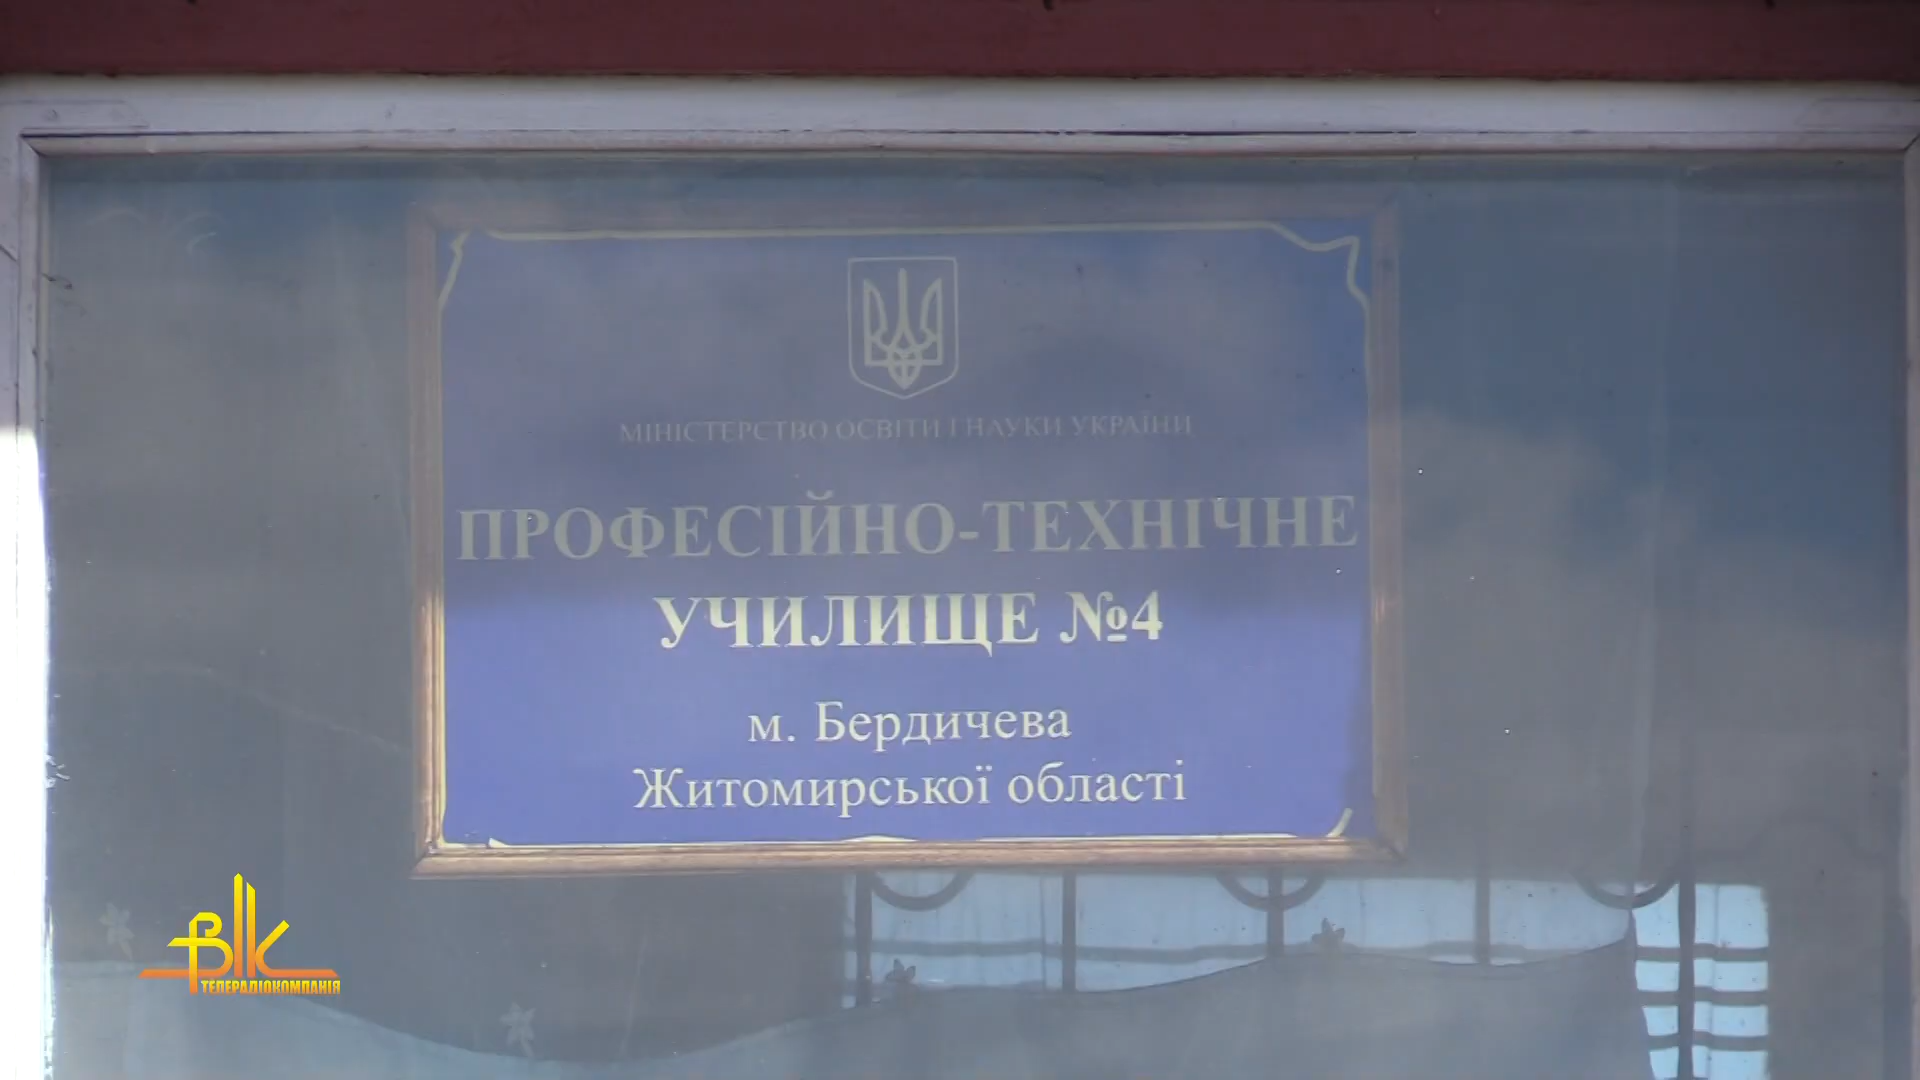 МІНІСТЕРСТВО ОСВІТИ І НАУКИ УКРАЇНИ
ПРОФЕСІЙНО-ТЕХНІЧНЕ
УЧИЛИЩЕ №4
м. Бердичева
Житомирської області
ВІК
ТЕЛЕРАДІОКОМПАНІЯ